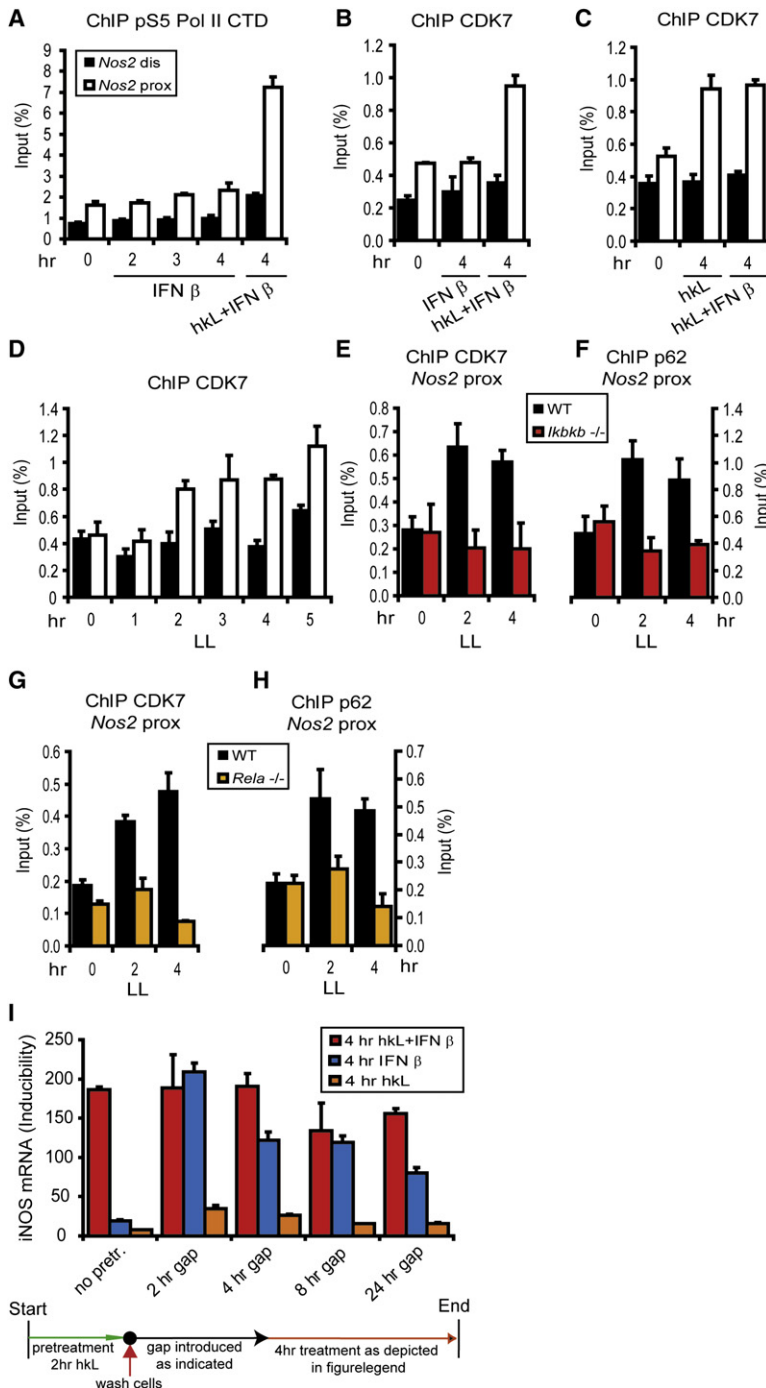 A
ChIP pS5 Pol II CTD
Nos2 dis
Nos2 prox
Input (%)
9
8
7
6
5
4
3
2
1
0
hr
0
2
3
4
4
IFN β
hkL+IFN β
B
ChIP CDK7
Input (%)
1.2
1.0
0.8
0.6
0.4
0.2
0.0
0
4
4
IFN β
hkL+IFN β
C
ChIP CDK7
Input (%)
1.2
1.0
0.8
0.6
0.4
0.2
0.0
hr
0
4
4
hkL
hkL+IFN β
D
ChIP CDK7
Input (%)
1.4
1.2
1
0.8
0.6
0.4
0.2
0
hr
0
1
2
3
4
5
LL
E
ChIP CDK7
Nos2 prox
Input (%)
0.8
0.7
0.6
0.5
0.4
0.3
0.2
0.1
0.0
hr
0
2
4
LL
WT
Ikbkb -/-
F
ChIP p62
Nos2 prox
1.4
1.2
1.0
0.8
0.6
0.4
0.2
0.0
Input (%)
0
2
4
hr
LL
G
ChIP CDK7
Nos2 prox
Input (%)
0.6
0.5
0.4
0.3
0.2
0.1
0.0
hr
0
2
4
LL
WT
Rela -/-
H
ChIP p62
Nos2 prox
0.7
0.6
0.5
0.4
0.3
0.2
0.1
0.0
Input (%)
0
2
4
hr
LL
I
iNOS mRNA (Inducibility)
250
200
150
100
50
0
4 hr hkL+IFN β
4 hr IFN β
4 hr hkL
no pretr.
2 hr gap
4 hr gap
8 hr gap
24 hr gap
Start
End
pretreatment
2hr hkL
gap introduced
as indicated
4hr treatment as depicted
in figurelegend
wash cells